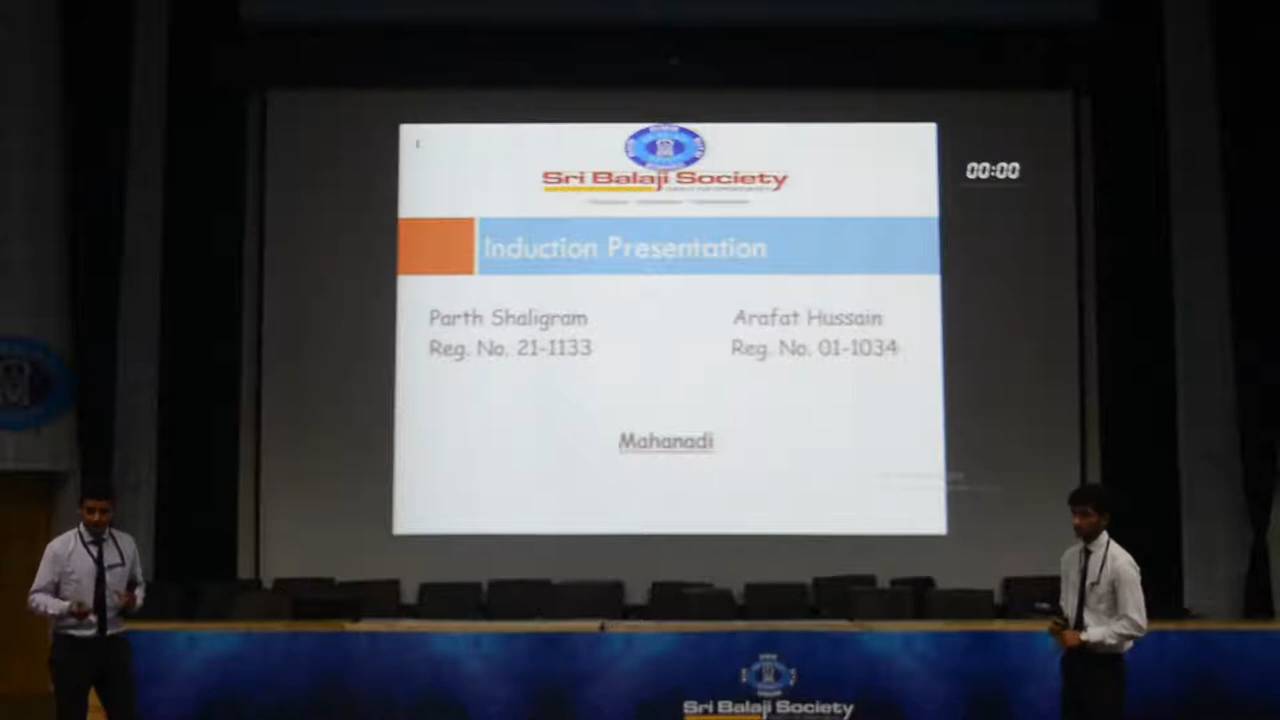 Sri Balaji Society
00:00
Induction Presentation
Parth Shaligram
Reg. No. 21-1133
Arafat Hussain
Reg. No. 01-1034
Mahanadi
Sri Balaji Society